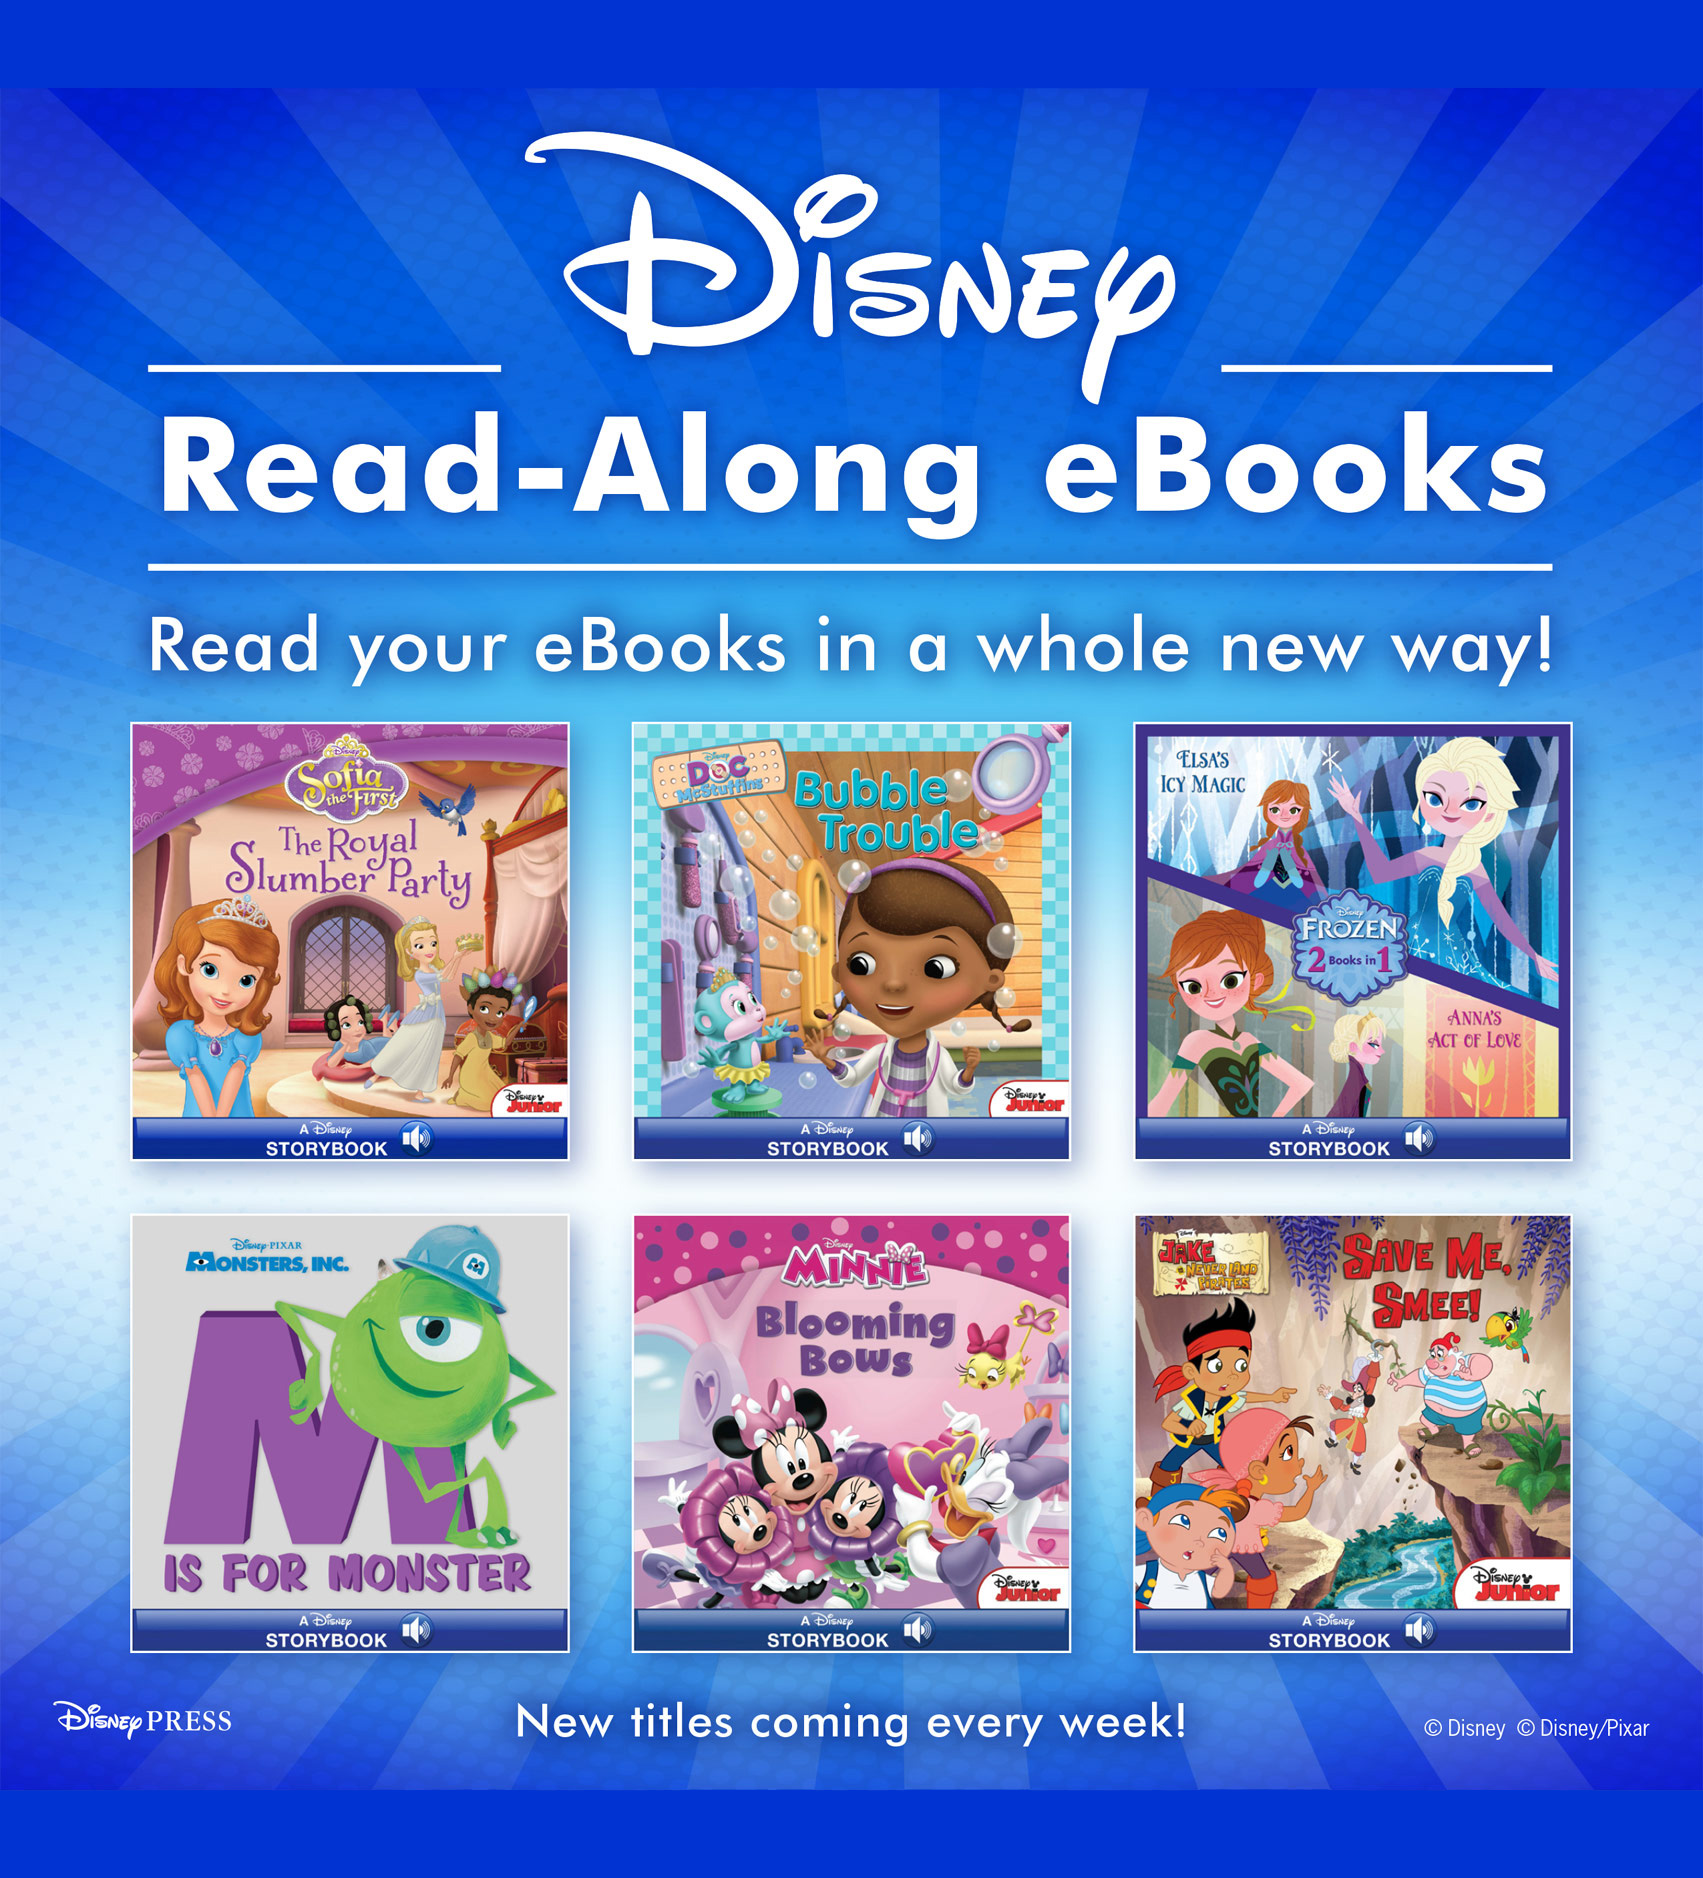 Disney
Read-Along eBooks
Read your eBooks in a whole new way!
Disney
Sofia
the First
The Royal
Slumber Party
Disney
Junior
A Disney
STORYBOOK
Disney
DOC
McStuffins
Bubble
Trouble
Disney
Junior
A Disney
STORYBOOK
ELSA'S
ICY MAGIC
Disney
FROZEN
2 Books in 1
ANNA'S
ACT OF LOVE
A Disney
STORYBOOK
Disney·PIXAR
MONSTERS, INC.
M
IS FOR MONSTER
A Disney
STORYBOOK
Disney
MINNIE
Blooming
Bows
Disney
Junior
A Disney
STORYBOOK
Disney
JAKE
NEVER LAND
PIRATES
SAVE ME,
SMEE!
Disney
Junior
A Disney
STORYBOOK
Disney PRESS
New titles coming every week!
© Disney © Disney/Pixar